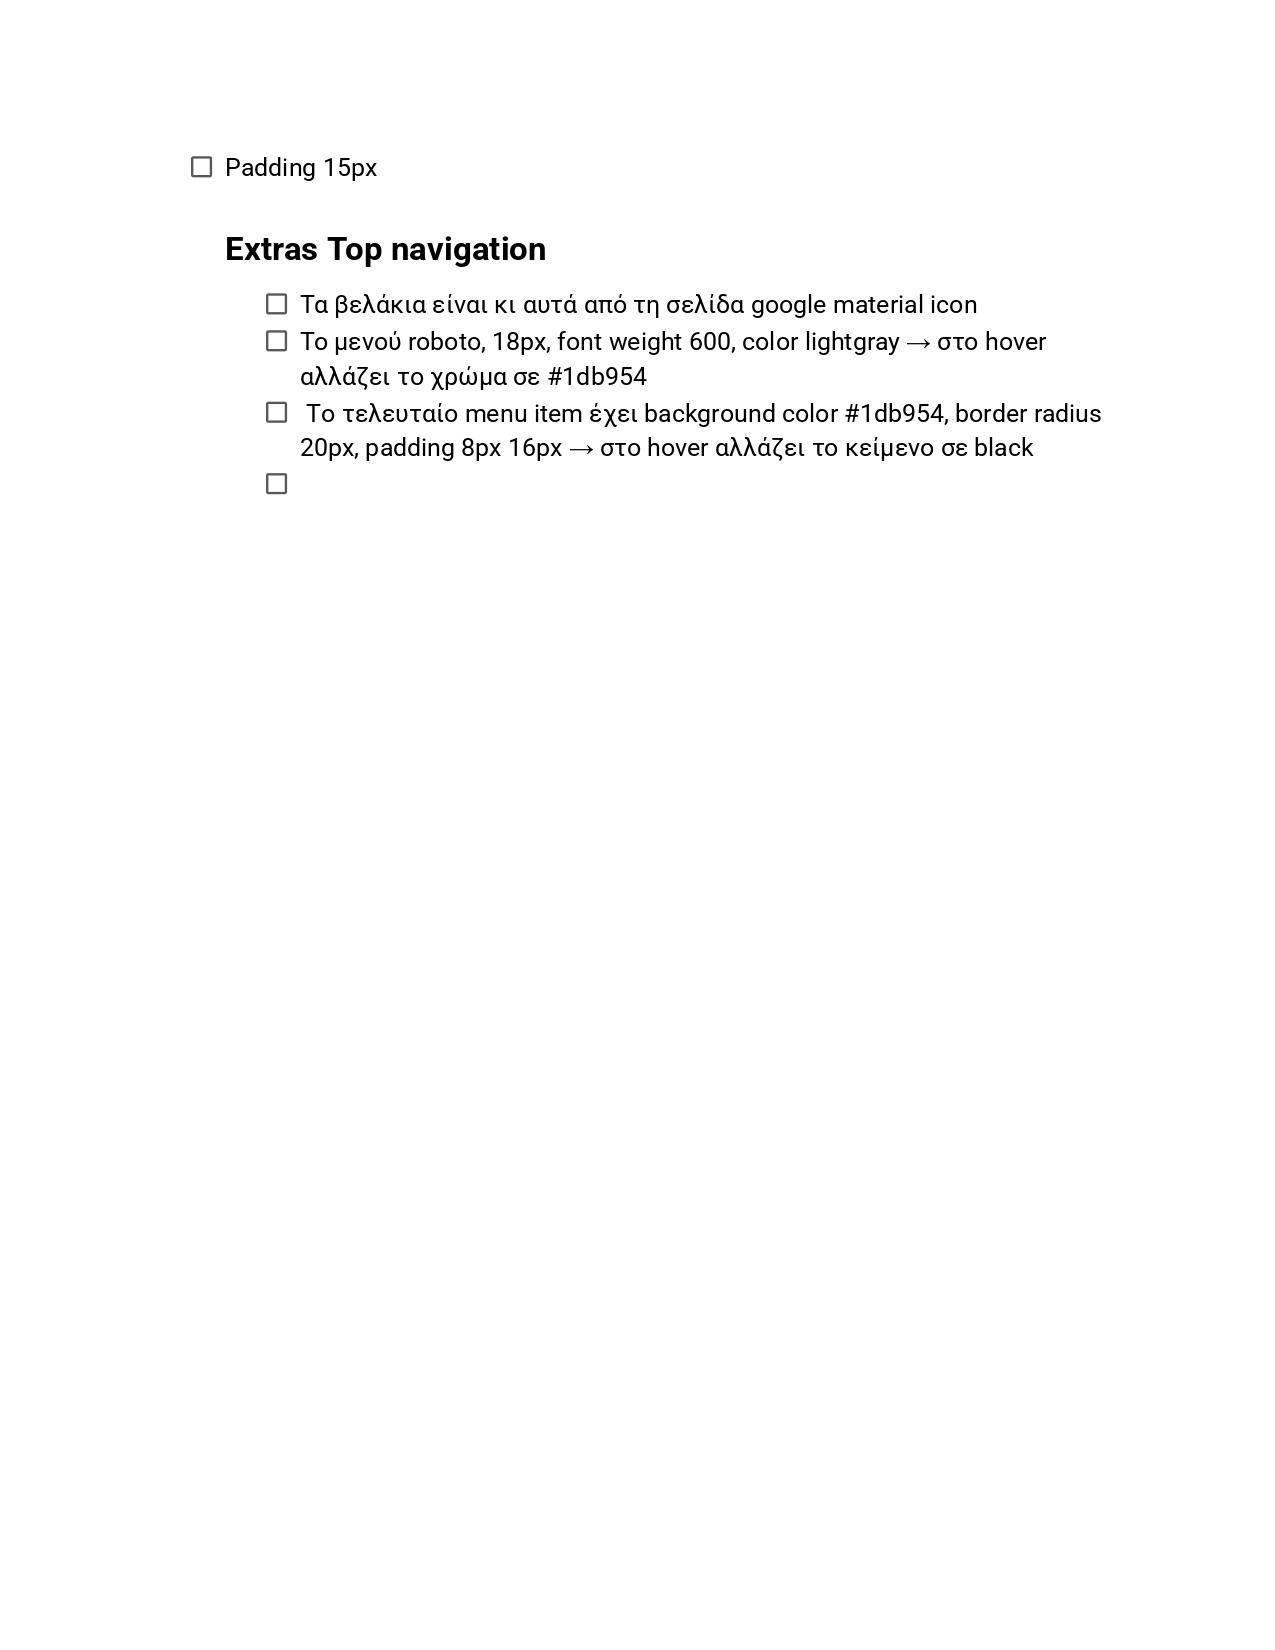 Padding 15px
Extras Top navigation
Τα βελάκια είναι κι αυτά από τη σελίδα google material icon
Το μενού roboto, 18px, font weight 600, color lightgray → στο hover
αλλάζει το χρώμα σε #1db954
Το τελευταίο menu item έχει background color #1db954, border radius
20px, padding 8px 16px → στο hover αλλάζει το κείμενο σε black